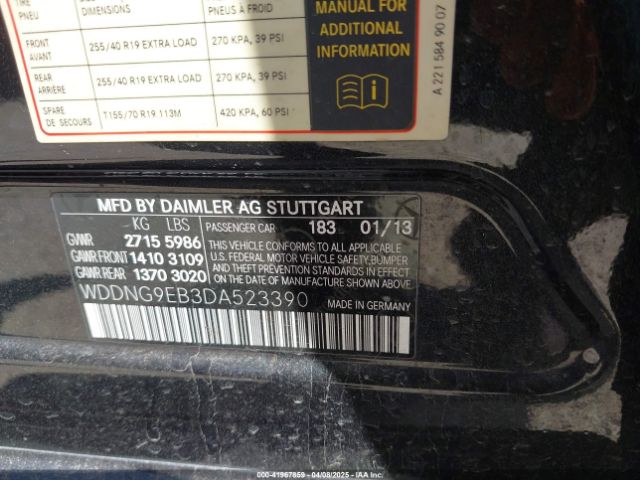 TIRE
PNEU
DIMENSIONS
PNEUS À FROID
MANUAL FOR
ADDITIONAL
INFORMATION
FRONT
AVANT
255/40 R19 EXTRA LOAD
270 KPA, 39 PSI
REAR
ARRIÈRE
255/40 R19 EXTRA LOAD
270 KPA, 39 PSI
SPARE
DE SECOURS
T155/70 R19 113M
420 KPA, 60 PSI
A 221 584 90 07
MFD BY DAIMLER AG STUTTGART
KG LBS
PASSENGER CAR 183 01/13
GVWR 2715 5986
GAWR FRONT 1410 3109
GAWR REAR 1370 3020
THIS VEHICLE CONFORMS TO ALL APPLICABLE
U.S. FEDERAL MOTOR VEHICLE SAFETY,BUMPER
AND THEFT PREVENTION STANDARDS IN EFFECT
ON THE DATE OF MANUFACTURE SHOWN ABOVE.
WDDNG9EB3DA523390
MADE IN GERMANY
000-41967859 - 04/08/2025 - www.iaai.com